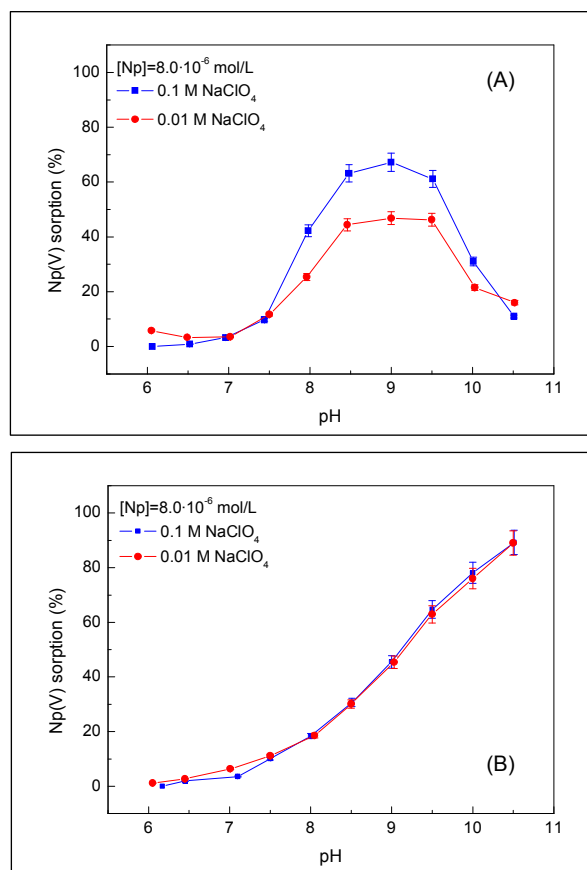 [Np]=8.0·10⁻⁶ mol/L
(A)
0.1 M NaClO₄
0.01 M NaClO₄
100
80
60
40
20
0
Np(V) sorption (%)
6 7 8 9 10 11
pH
[Np]=8.0·10⁻⁶ mol/L
0.1 M NaClO₄
0.01 M NaClO₄
100
80
60
40
20
0
Np(V) sorption (%)
(B)
6 7 8 9 10 11
pH